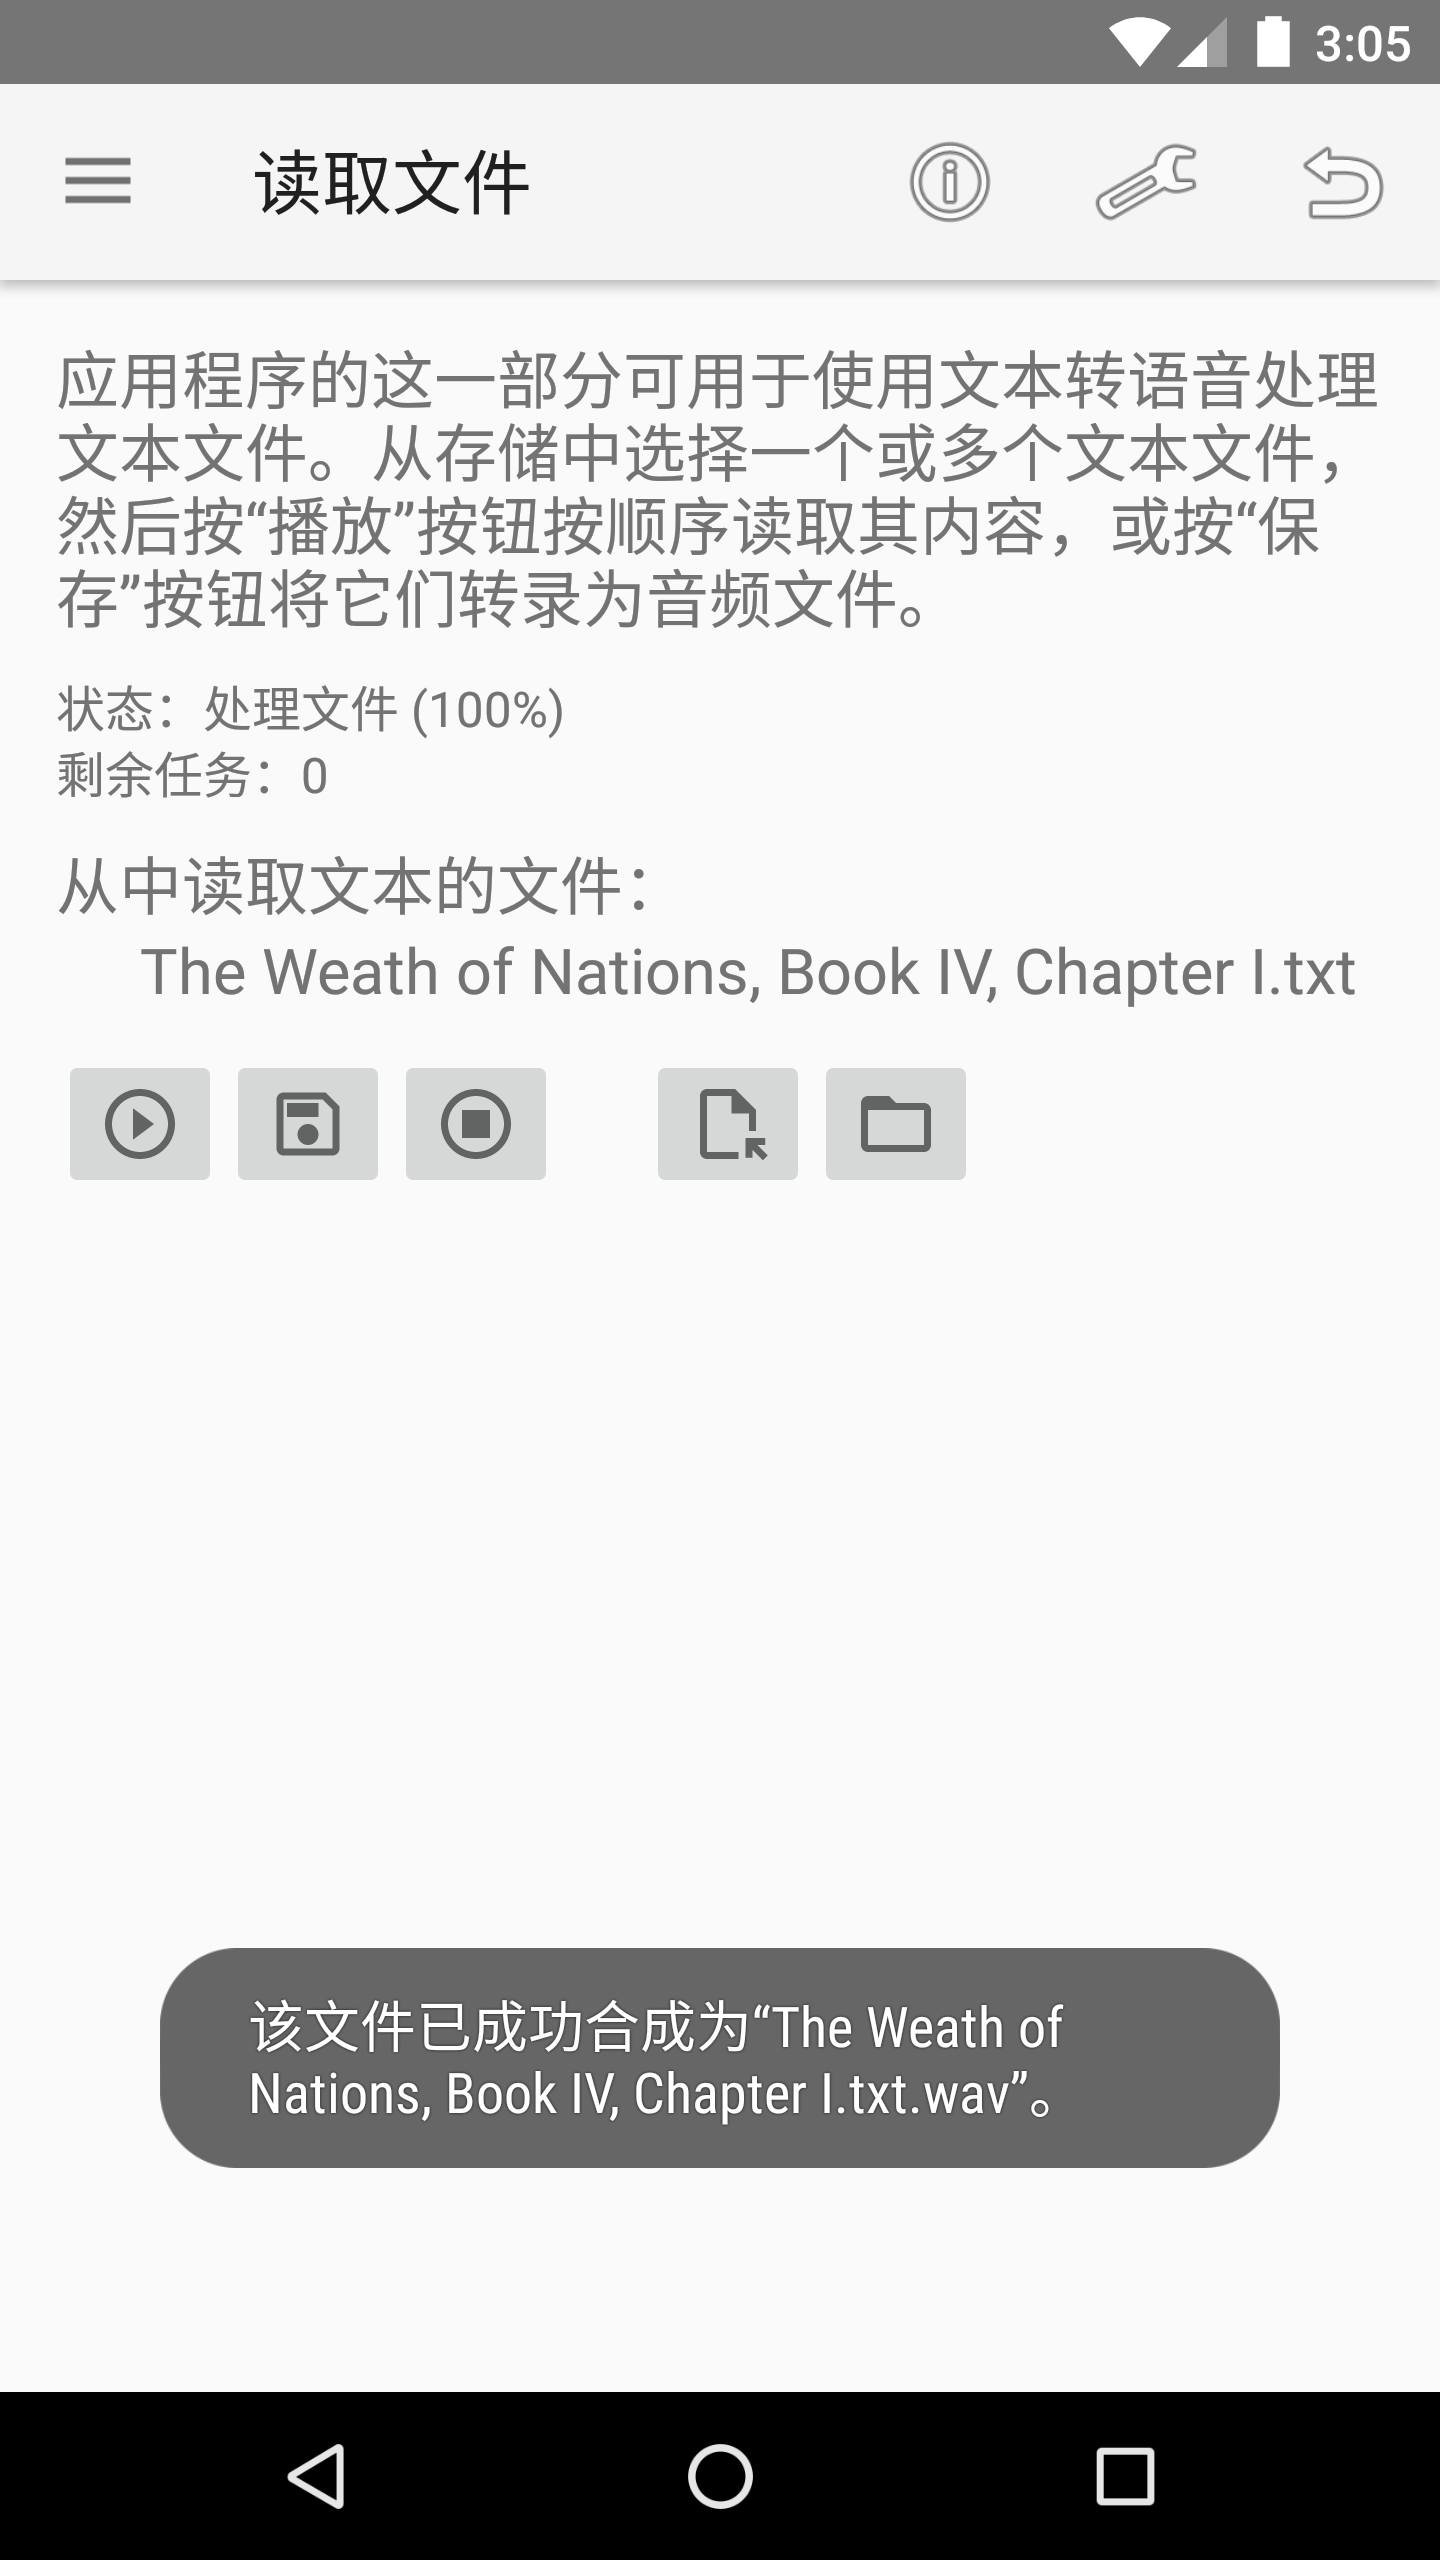 3:05
读取文件
应用程序的这一部分可用于使用文本转语音处理
文本文件。从存储中选择一个或多个文本文件，
然后按“播放”按钮按顺序读取其内容，或按“保
存”按钮将它们转录为音频文件。
状态：处理文件 (100%)
剩余任务：0
从中读取文本的文件：
The Weath of Nations, Book IV, Chapter I.txt
该文件已成功合成为“The Weath of
Nations, Book IV, Chapter I.txt.wav”。